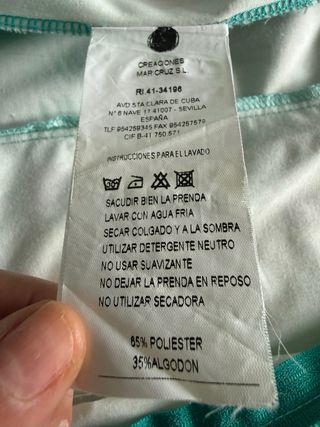 CREACIONES
MARICRUZ S.L.
RI 41-34196
AVD.STA CLARA DE CUBA
Nº 6 NAVE 17 41007 - SEVILLA
ESPAÑA
TLF 954259345 FAX 954257579
CIF B-41 750 571
INSTRUCCIONES PARA EL LAVADO
SACUDIR BIEN LA PRENDA
LAVAR CON AGUA FRIA
SECAR COLGADO Y A LA SOMBRA
UTILIZAR DETERGENTE NEUTRO
NO USAR SUAVIZANTE
NO DEJAR LA PRENDA EN REPOSO
NO UTILIZAR SECADORA
65% POLIESTER
35%ALGODON